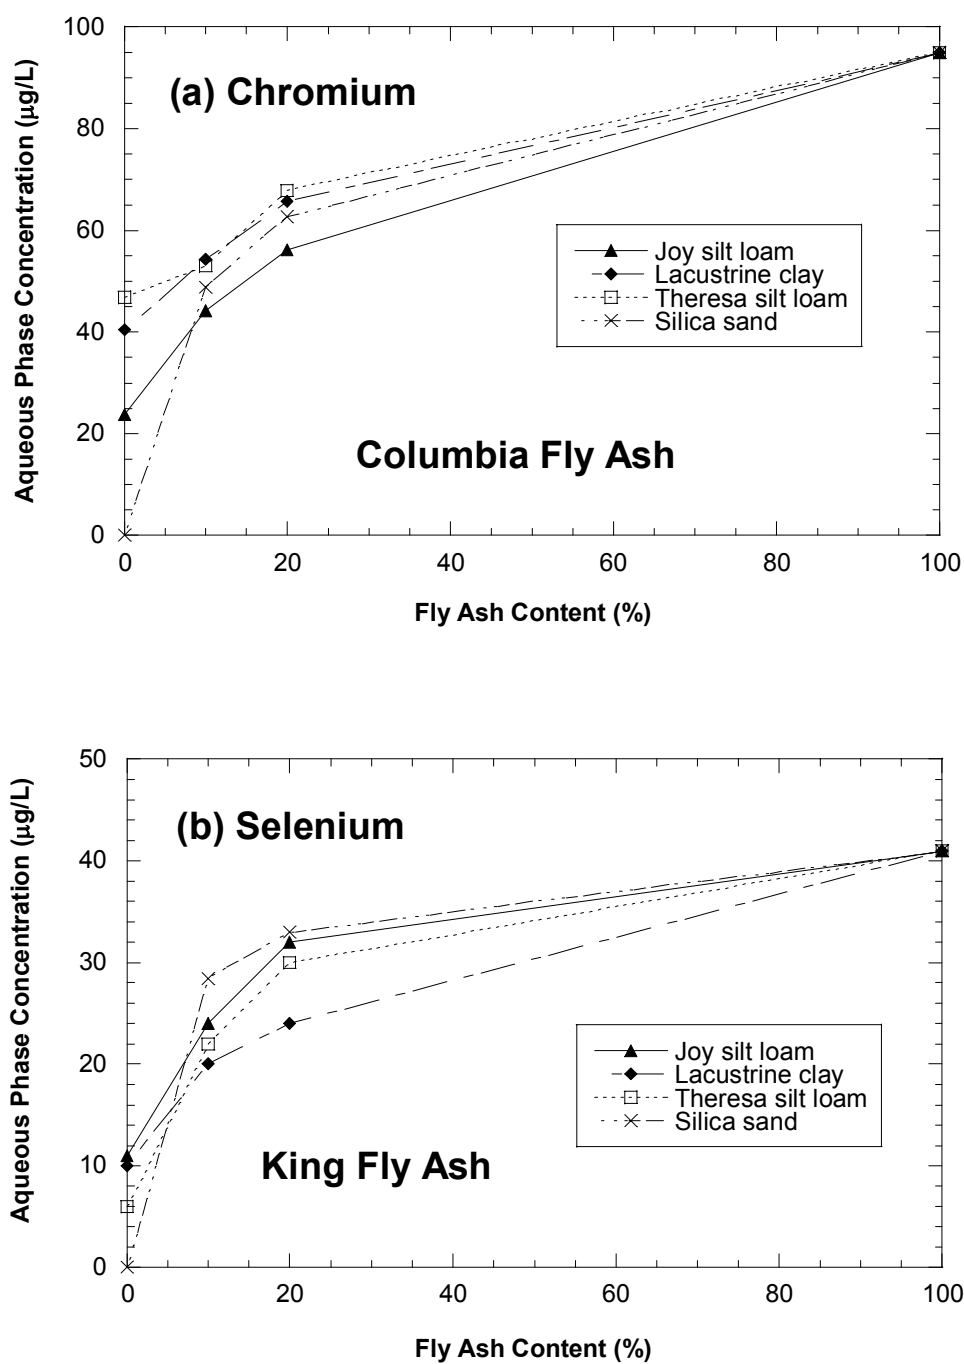 100
(a) Chromium
80
60
Joy silt loam
Lacustrine clay
Theresa silt loam
Silica sand
40
Columbia Fly Ash
20
0
0 20 40 60 80 100
Aqueous Phase Concentration (µg/L)
Fly Ash Content (%)
50
(b) Selenium
40
30
Joy silt loam
Lacustrine clay
Theresa silt loam
Silica sand
20
10
King Fly Ash
0
0 20 40 60 80 100
Aqueous Phase Concentration (µg/L)
Fly Ash Content (%)